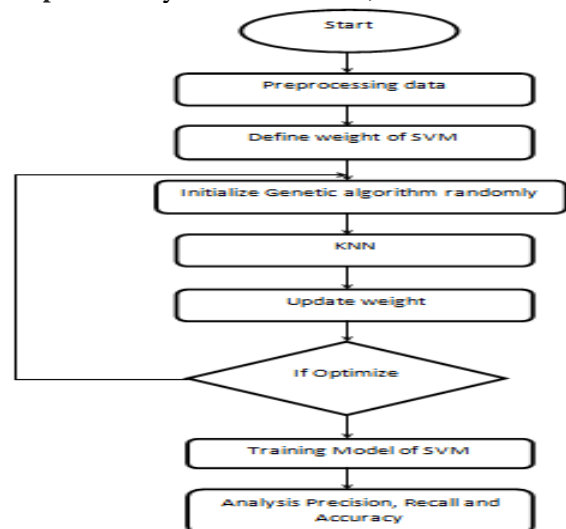 Start
Preprocessing data
Define weight of SVM
Initialize Genetic algorithm randomly
KNN
Update weight
If Optimize
Training Model of SVM
Analysis Precision, Recall and
Accuracy